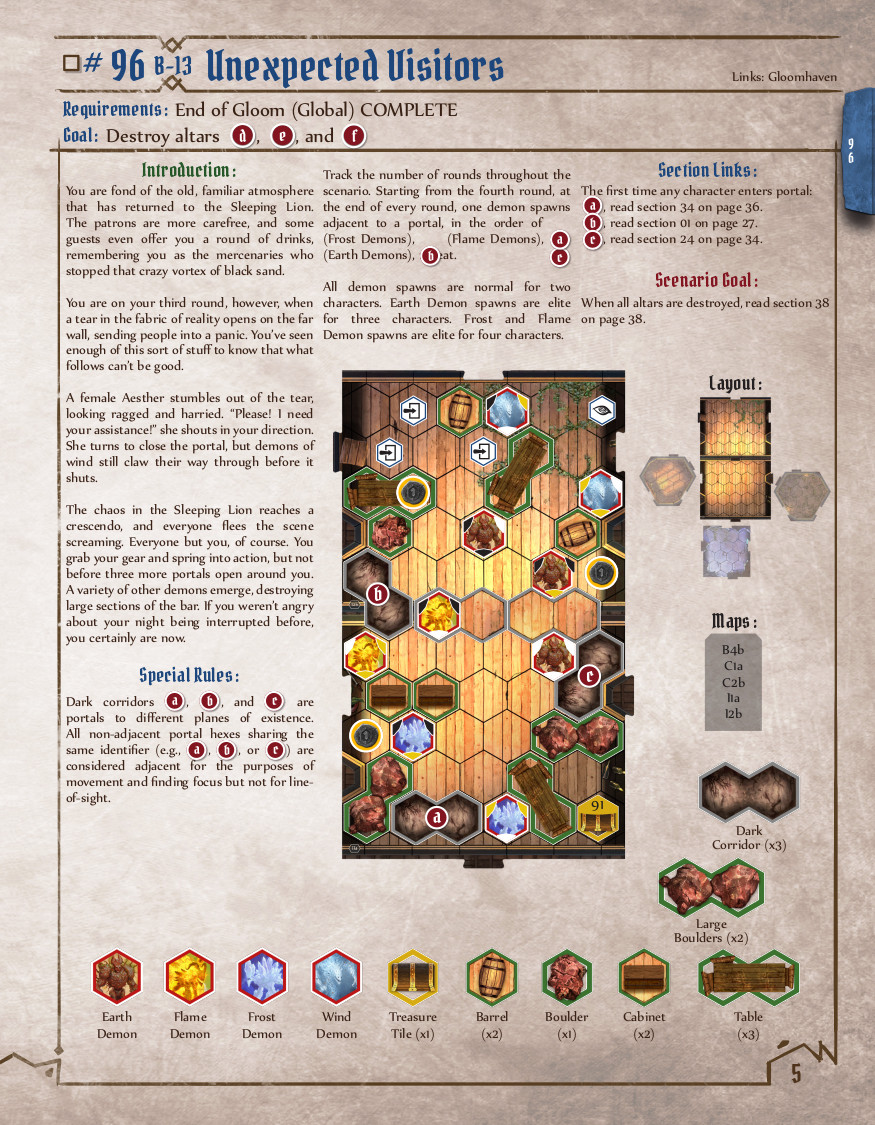 # 96 B-13 Unexpected Visitors
Links: Gloomhaven
Requirements: End of Gloom (Global) COMPLETE
Goal: Destroy altars d, e, and f
9
6
Introduction:
You are fond of the old, familiar atmosphere
that has returned to the Sleeping Lion.
The patrons are more carefree, and some
guests even offer you a round of drinks,
remembering you as the mercenaries who
stopped that crazy vortex of black sand.
You are on your third round, however, when
a tear in the fabric of reality opens on the far
wall, sending people into a panic. You've seen
enough of this sort of stuff to know that what
follows can't be good.
A female Aesther stumbles out of the tear,
looking ragged and harried. "Please! I need
your assistance!" she shouts in your direction.
She turns to close the portal, but demons of
wind still claw their way through before it
shuts.
The chaos in the Sleeping Lion reaches a
crescendo, and everyone flees the scene
screaming. Everyone but you, of course. You
grab your gear and spring into action, but not
before three more portals open around you.
A variety of other demons emerge, destroying
large sections of the bar. If you weren't angry
about your night being interrupted before,
you certainly are now.
Special Rules:
Dark corridors a, b, and c are
portals to different planes of existence.
All non-adjacent portal hexes sharing the
same identifier (e.g., a, b, or c) are
considered adjacent for the purposes of
movement and finding focus but not for line-
of-sight.
Track the number of rounds throughout the
scenario. Starting from the fourth round, at
the end of every round, one demon spawns
adjacent to a portal, in the order of
(Frost Demons), (Flame Demons), a
(Earth Demons), b eat. c
All demon spawns are normal for two
characters. Earth Demon spawns are elite
for three characters. Frost and Flame
Demon spawns are elite for four characters.
Section Links:
The first time any character enters portal:
a, read section 34 on page 36.
b, read section 01 on page 27.
c, read section 24 on page 34.
Scenario Goal:
When all altars are destroyed, read section 38
on page 38.
b
c
a
91
Layout:
Maps:
B4b
C1a
C2b
I1a
I2b
Dark
Corridor (x3)
Large
Boulders (x2)
Earth
Demon
Flame
Demon
Frost
Demon
Wind
Demon
Treasure
Tile (x1)
Barrel
(x2)
Boulder
(x1)
Cabinet
(x2)
Table
(x3)
5